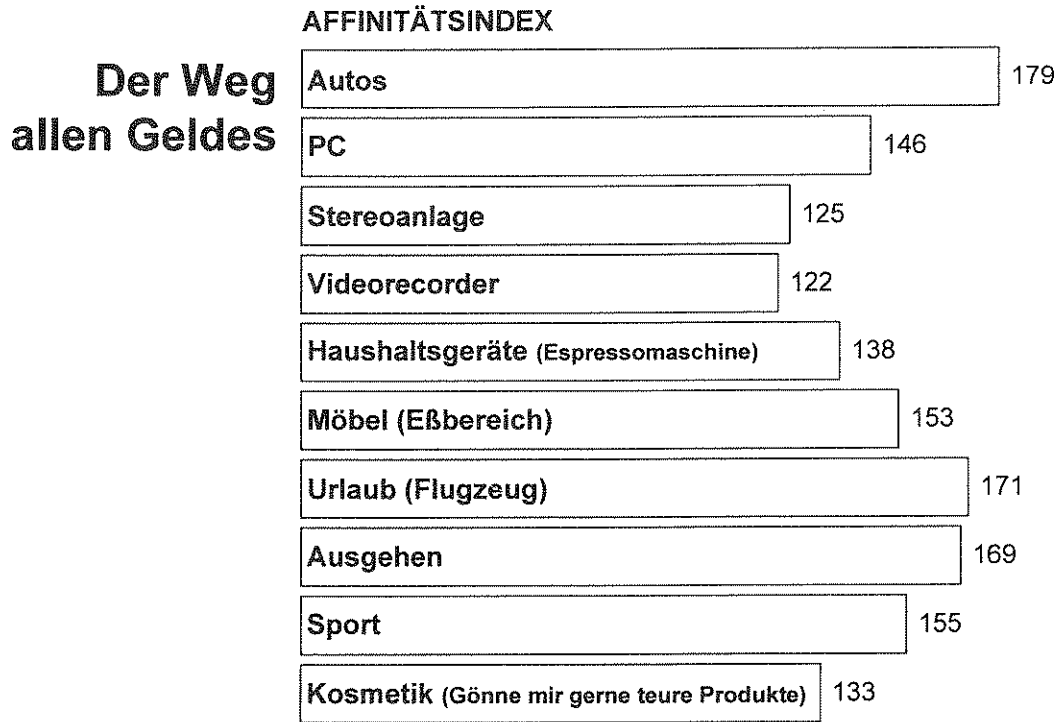 AFFINITÄTSINDEX
Der Weg
allen Geldes
Autos 179
PC 146
Stereoanlage 125
Videorecorder 122
Haushaltsgeräte (Espressomaschine) 138
Möbel (Eßbereich) 153
Urlaub (Flugzeug) 171
Ausgehen 169
Sport 155
Kosmetik (Gönne mir gerne teure Produkte) 133